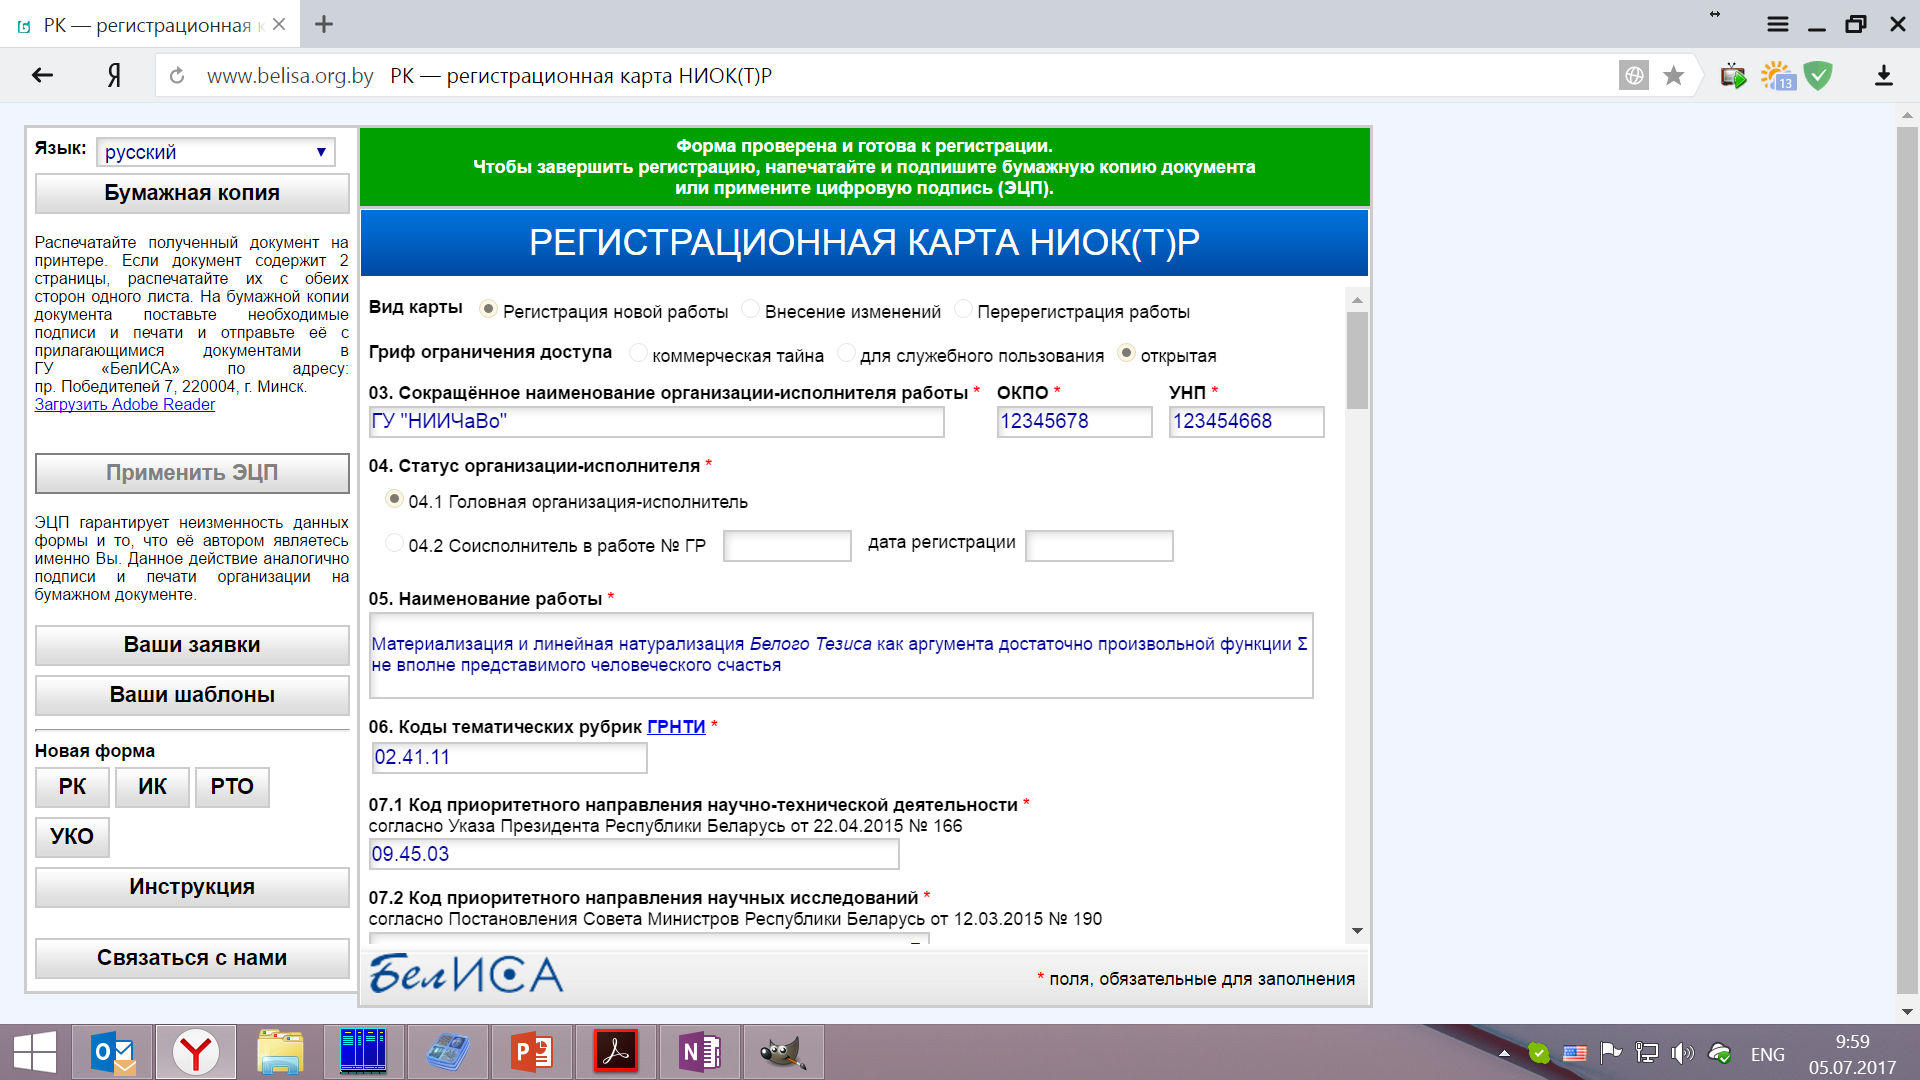 РК — регистрационная к
www.belisa.org.by РК — регистрационная карта НИОК(Т)Р
13
Язык: русский
Бумажная копия
Распечатайте полученный документ на
принтере. Если документ содержит 2
страницы, распечатайте их с обеих
сторон одного листа. На бумажной копии
документа поставьте необходимые
подписи и печати и отправьте её с
прилагающимися документами в
ГУ «БелИСА» по адресу:
пр. Победителей 7, 220004, г. Минск.
Загрузить Adobe Reader
Применить ЭЦП
ЭЦП гарантирует неизменность данных
формы и то, что её автором являетесь
именно Вы. Данное действие аналогично
подписи и печати организации на
бумажном документе.
Ваши заявки
Ваши шаблоны
Новая форма
РК ИК РТО
УКО
Инструкция
Связаться с нами
Форма проверена и готова к регистрации.
Чтобы завершить регистрацию, напечатайте и подпишите бумажную копию документа
или примените цифровую подпись (ЭЦП).
РЕГИСТРАЦИОННАЯ КАРТА НИОК(Т)Р
Вид карты Регистрация новой работы Внесение изменений Перерегистрация работы
Гриф ограничения доступа коммерческая тайна для служебного пользования открытая
03. Сокращённое наименование организации-исполнителя работы * ОКПО * УНП *
ГУ "НИИЧаВо" 12345678 123454668
04. Статус организации-исполнителя *
04.1 Головная организация-исполнитель
04.2 Соисполнитель в работе № ГР дата регистрации
05. Наименование работы *
Материализация и линейная натурализация Белого Тезиса как аргумента достаточно произвольной функции Σ
не вполне представимого человеческого счастья
06. Коды тематических рубрик ГРНТИ *
02.41.11
07.1 Код приоритетного направления научно-технической деятельности *
согласно Указа Президента Республики Беларусь от 22.04.2015 № 166
09.45.03
07.2 Код приоритетного направления научных исследований *
согласно Постановления Совета Министров Республики Беларусь от 12.03.2015 № 190
БелИСА
* поля, обязательные для заполнения
ENG
9:59
05.07.2017